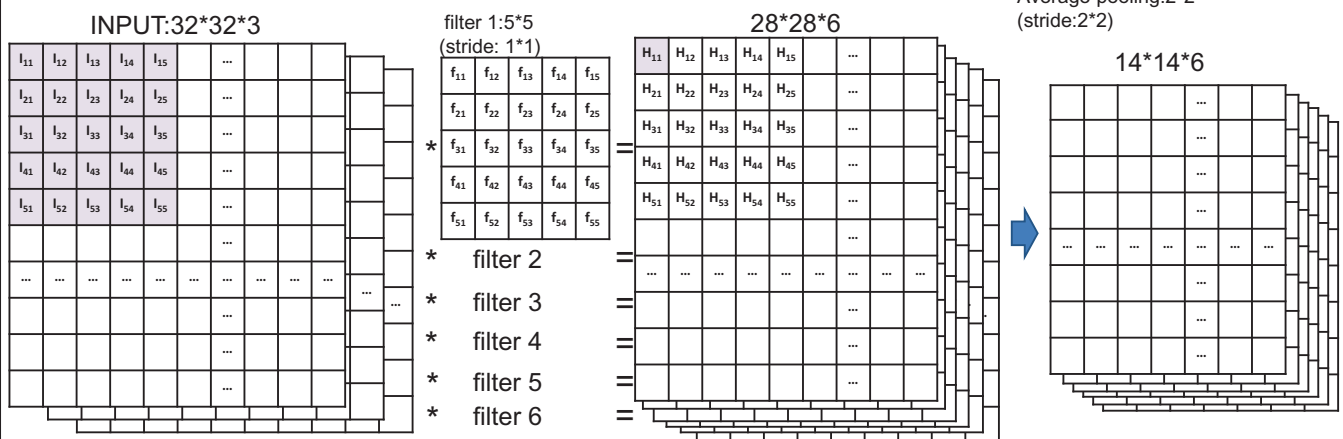 INPUT:32*32*3
filter 1:5*5
(stride: 1*1)
28*28*6
Average pooling:2*2
(stride:2*2)
14*14*6
I11 I12 I13 I14 I15 ...
I21 I22 I23 I24 I25 ...
I31 I32 I33 I34 I35 ...
I41 I42 I43 I44 I45 ...
I51 I52 I53 I54 I55 ...
...
... ... ... ... ... ... ... ... ... ... ...
...
...
...
*
f11 f12 f13 f14 f15
f21 f22 f23 f24 f25
f31 f32 f33 f34 f35
f41 f42 f43 f44 f45
f51 f52 f53 f54 f55
=
* filter 2 =
* filter 3 =
* filter 4 =
* filter 5 =
* filter 6 =
H11 H12 H13 H14 H15 ...
H21 H22 H23 H24 H25 ...
H31 H32 H33 H34 H35 ...
H41 H42 H43 H44 H45 ...
H51 H52 H53 H54 H55 ...
...
... ... ... ... ... ... ... ... ...
...
...
...
...
...
...
...
... ... ... ... ... ... ...
...
...
...